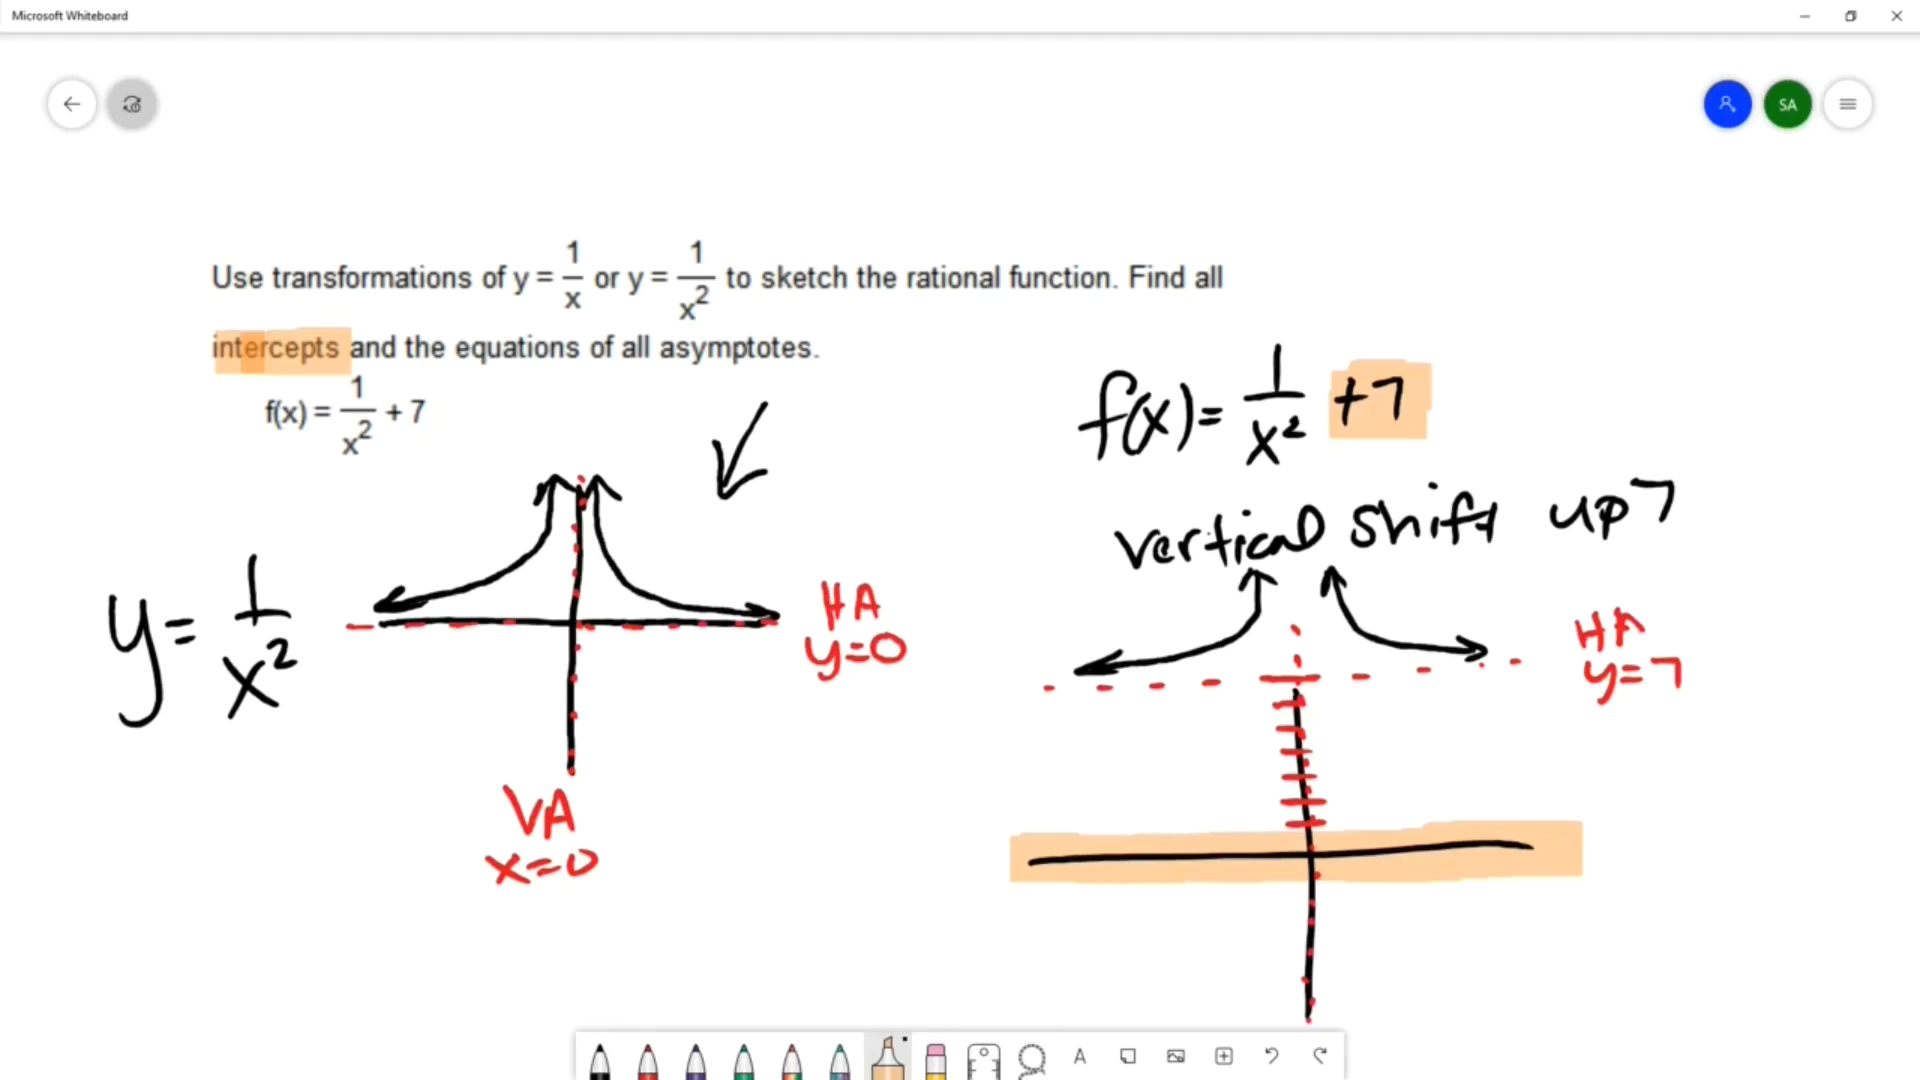 Microsoft Whiteboard
SA
Use transformations of y = 1/x or y = 1/x² to sketch the rational function. Find all
intercepts and the equations of all asymptotes.
f(x) = 1/x² + 7
f(x) = 1/x² +7
vertical shift up 7
y = 1/x²
HA
y=0
VA
x=0
HA
y=7
A